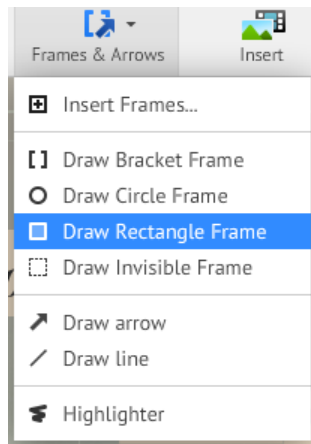 Frames & Arrows
Insert
Insert Frames...
Draw Bracket Frame
Draw Circle Frame
Draw Rectangle Frame
Draw Invisible Frame
Draw arrow
Draw line
Highlighter